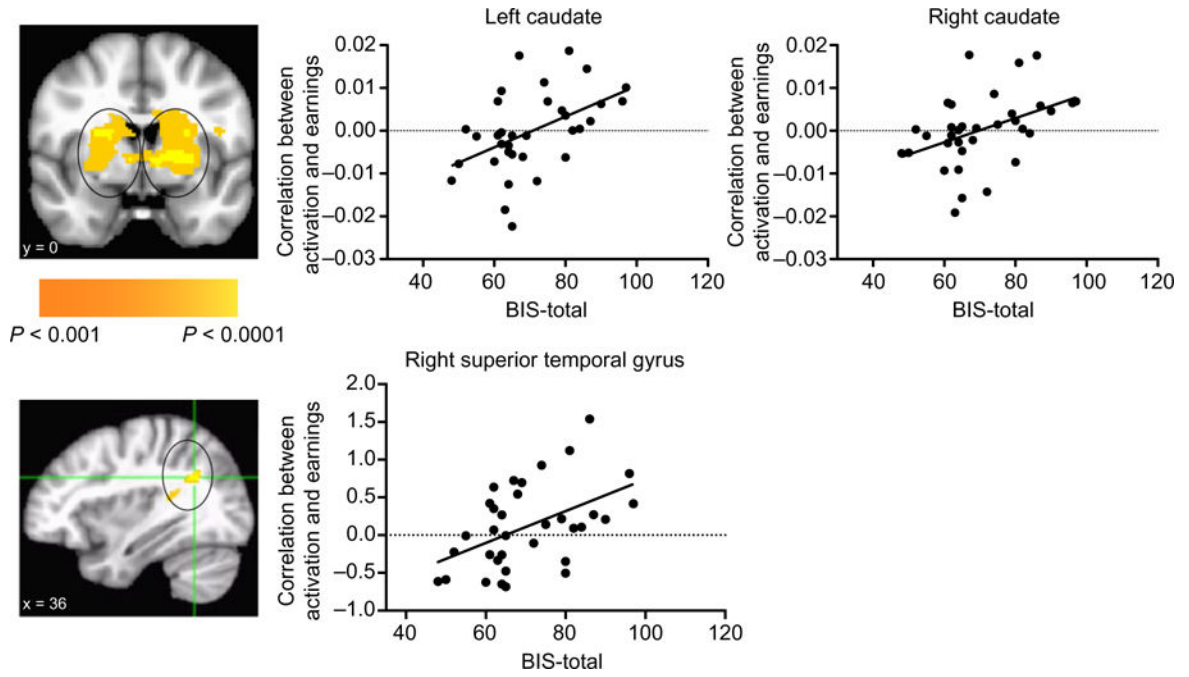 y = 0
P < 0.001
P < 0.0001
Left caudate
Correlation between
activation and earnings
0.02
0.01
0.00
–0.01
–0.02
–0.03
40
60
80
100
120
BIS-total
Right caudate
Correlation between
activation and earnings
0.02
0.01
0.00
–0.01
–0.02
–0.03
40
60
80
100
120
BIS-total
x = 36
Right superior temporal gyrus
Correlation between
activation and earnings
2.0
1.5
1.0
0.5
0.0
–0.5
–1.0
40
60
80
100
120
BIS-total